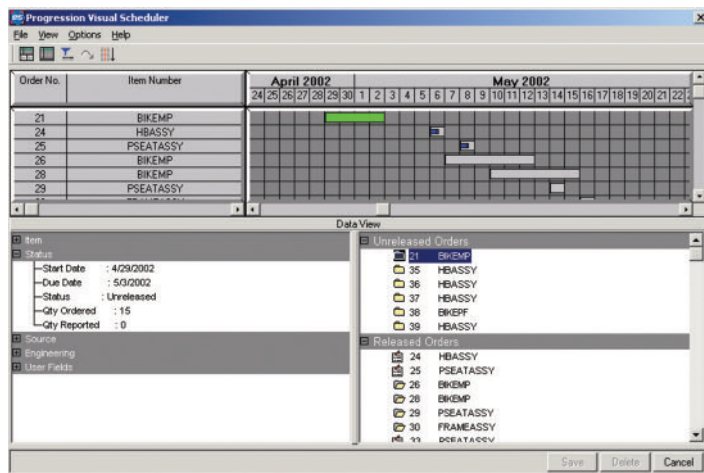 Progression Visual Scheduler
File View Options Help
Order No. Item Number April 2002 May 2002
24 25 26 27 28 29 30 1 2 3 4 5 6 7 8 9 10 11 12 13 14 15 16 17 18 19 20 21 22
21 BIKEMP
24 HBASSY
25 PSEATASSY
26 BIKEMP
28 BIKEMP
29 PSEATASSY
Data View
Item
Status
Start Date : 4/29/2002
Due Date : 5/3/2002
Status : Unreleased
Qty Ordered : 15
Qty Reported : 0
Source
Engineering
User Fields
Unreleased Orders
21 BIKEMP
35 HBASSY
36 HBASSY
37 HBASSY
38 BIKEPF
39 HBASSY
Released Orders
24 HBASSY
25 PSEATASSY
26 BIKEMP
28 BIKEMP
29 PSEATASSY
30 FRAMEASSY
33 PSEATASSY
Save Delete Cancel